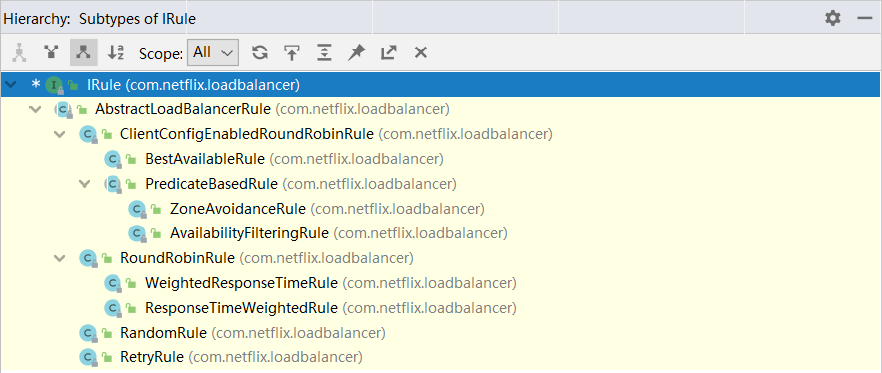 Hierarchy: Subtypes of IRule
Scope: All
* IRule (com.netflix.loadbalancer)
AbstractLoadBalancerRule (com.netflix.loadbalancer)
ClientConfigEnabledRoundRobinRule (com.netflix.loadbalancer)
BestAvailableRule (com.netflix.loadbalancer)
PredicateBasedRule (com.netflix.loadbalancer)
ZoneAvoidanceRule (com.netflix.loadbalancer)
AvailabilityFilteringRule (com.netflix.loadbalancer)
RoundRobinRule (com.netflix.loadbalancer)
WeightedResponseTimeRule (com.netflix.loadbalancer)
ResponseTimeWeightedRule (com.netflix.loadbalancer)
RandomRule (com.netflix.loadbalancer)
RetryRule (com.netflix.loadbalancer)